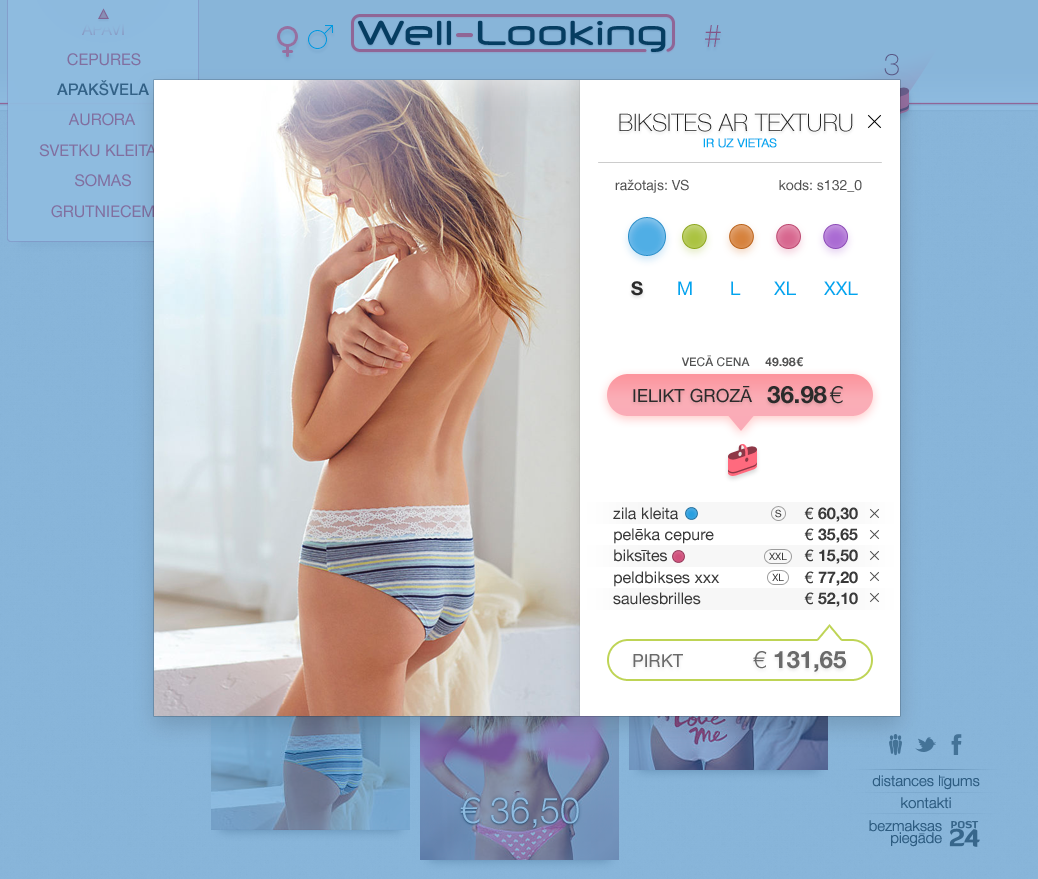 APAVI
CEPURES
APAKŠVELA
AURORA
SVETKU KLEITA
SOMAS
GRUTNIECEM
Well-Looking
#
3
BIKSITES AR TEXTURU
IR UZ VIETAS
ražotajs: VS kods: s132_0
S M L XL XXL
VECĀ CENA 49.98€
IELIKT GROZĀ 36.98 €
zila kleita S € 60,30 ×
pelēka cepure € 35,65 ×
biksītes XXL € 15,50 ×
peldbikses xxx XL € 77,20 ×
saulesbrilles € 52,10 ×
PIRKT € 131,65
Love
Me
€ 36,50
distances līgums
kontakti
bezmaksas
piegāde
POST
24